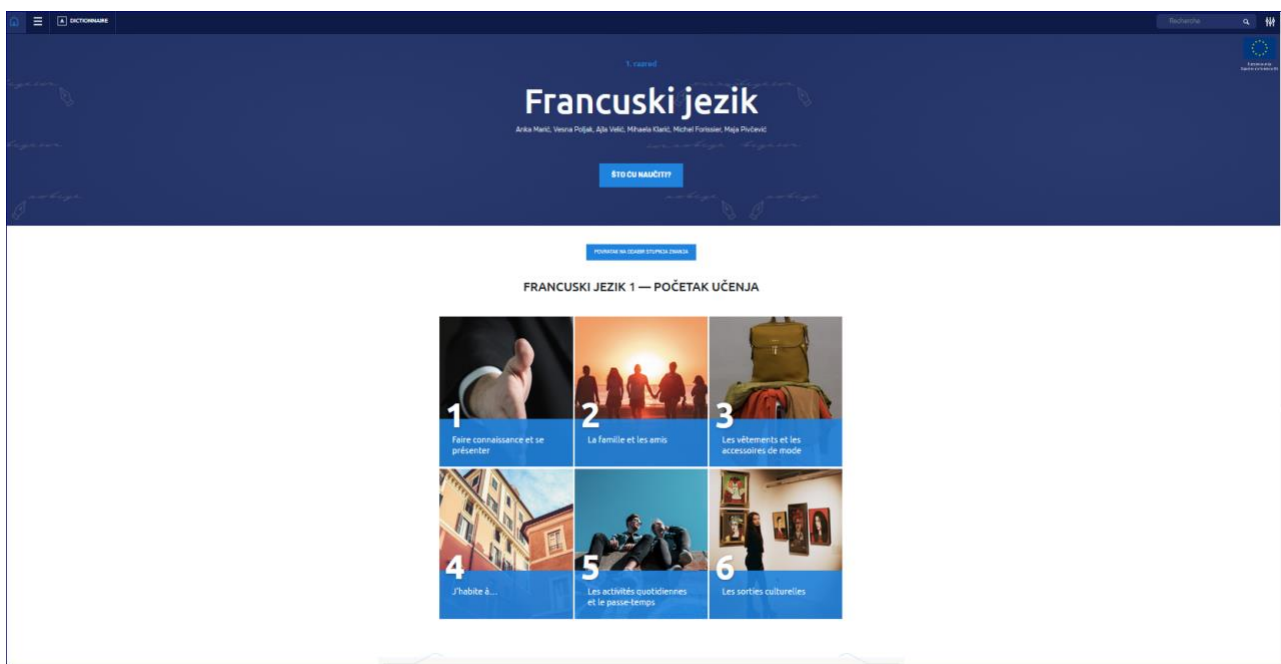 DICTIONNAIRE
Recherche
1. razred
Francuski jezik
Anka Marić, Vesna Poljak, Ajla Velić, Mihaela Klarić, Michel Forissier, Maja Pivčević
ŠTO ĆU NAUČITI?
POVRATAK NA ODABIR STUPNJA ZNANJA
FRANCUSKI JEZIK 1 — POČETAK UČENJA
1
Faire connaissance et se
présenter
2
La famille et les amis
3
Les vêtements et les
accessoires de mode
4
J'habite à...
5
Les activités quotidiennes
et le passe-temps
6
Les sorties culturelles